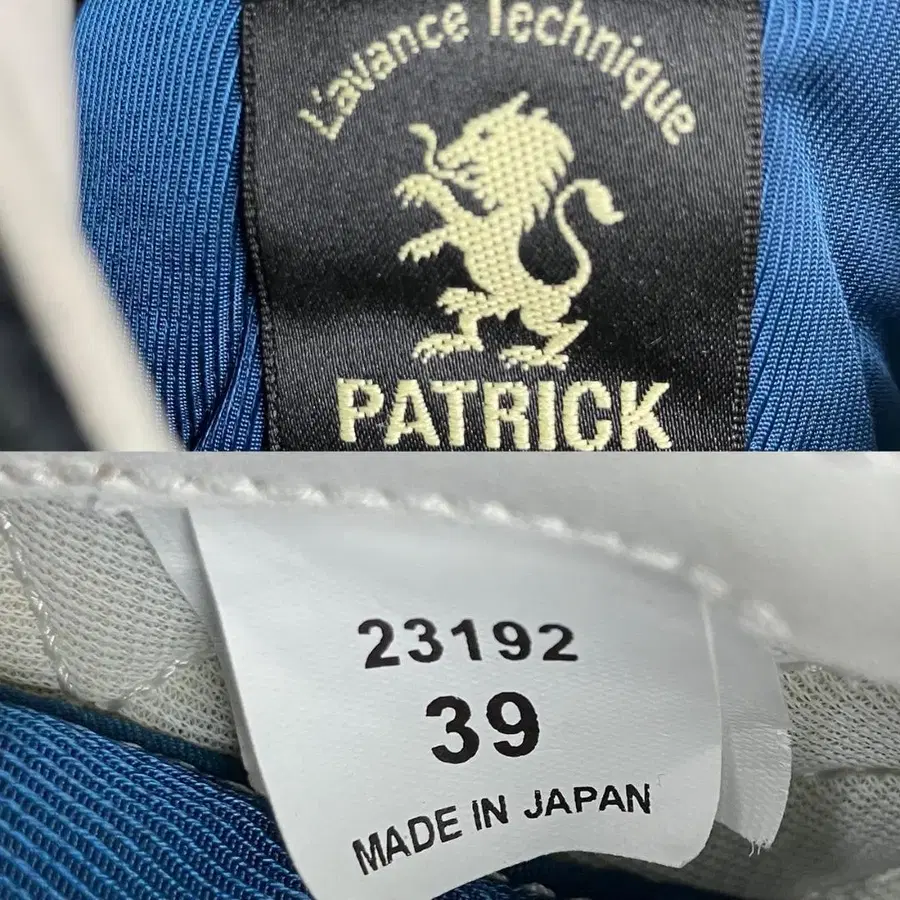 L'avance Technique
PATRICK
23192
39
MADE IN JAPAN